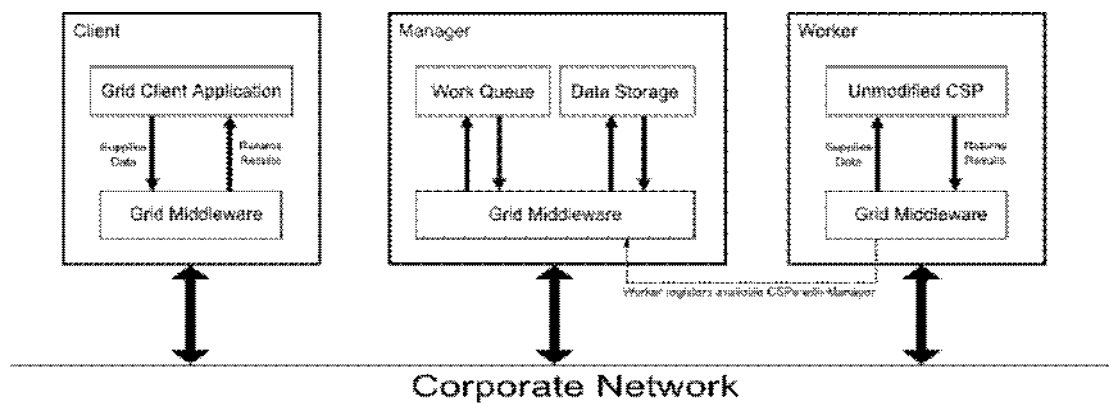 Client
Grid Client Application
Supplies
Data
Returns
Results
Grid Middleware
Manager
Work Queue
Data Storage
Grid Middleware
Worker
Unmodified CSP
Supplies
Data
Returns
Results
Grid Middleware
Worker registers available CSPs with Manager
Corporate Network